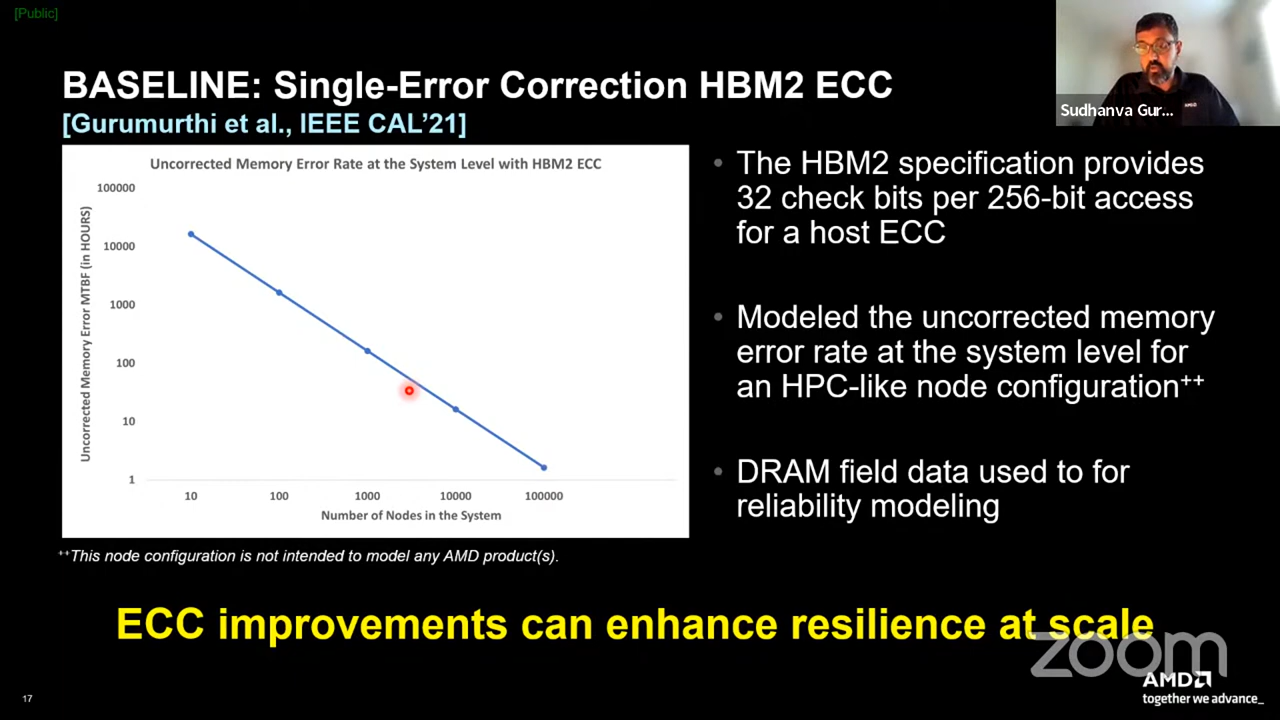 [Public]
BASELINE: Single-Error Correction HBM2 ECC
[Gurumurthi et al., IEEE CAL'21]
Sudhanva Gur...
Uncorrected Memory Error Rate at the System Level with HBM2 ECC
Uncorrected Memory Error MTBF (in HOURS)
100000
10000
1000
100
10
1
10 100 1000 10000 100000
Number of Nodes in the System
++This node configuration is not intended to model any AMD product(s).
• The HBM2 specification provides
32 check bits per 256-bit access
for a host ECC
• Modeled the uncorrected memory
error rate at the system level for
an HPC-like node configuration++
• DRAM field data used to for
reliability modeling
ECC improvements can enhance resilience at scale
zoom
17
AMD
together we advance_